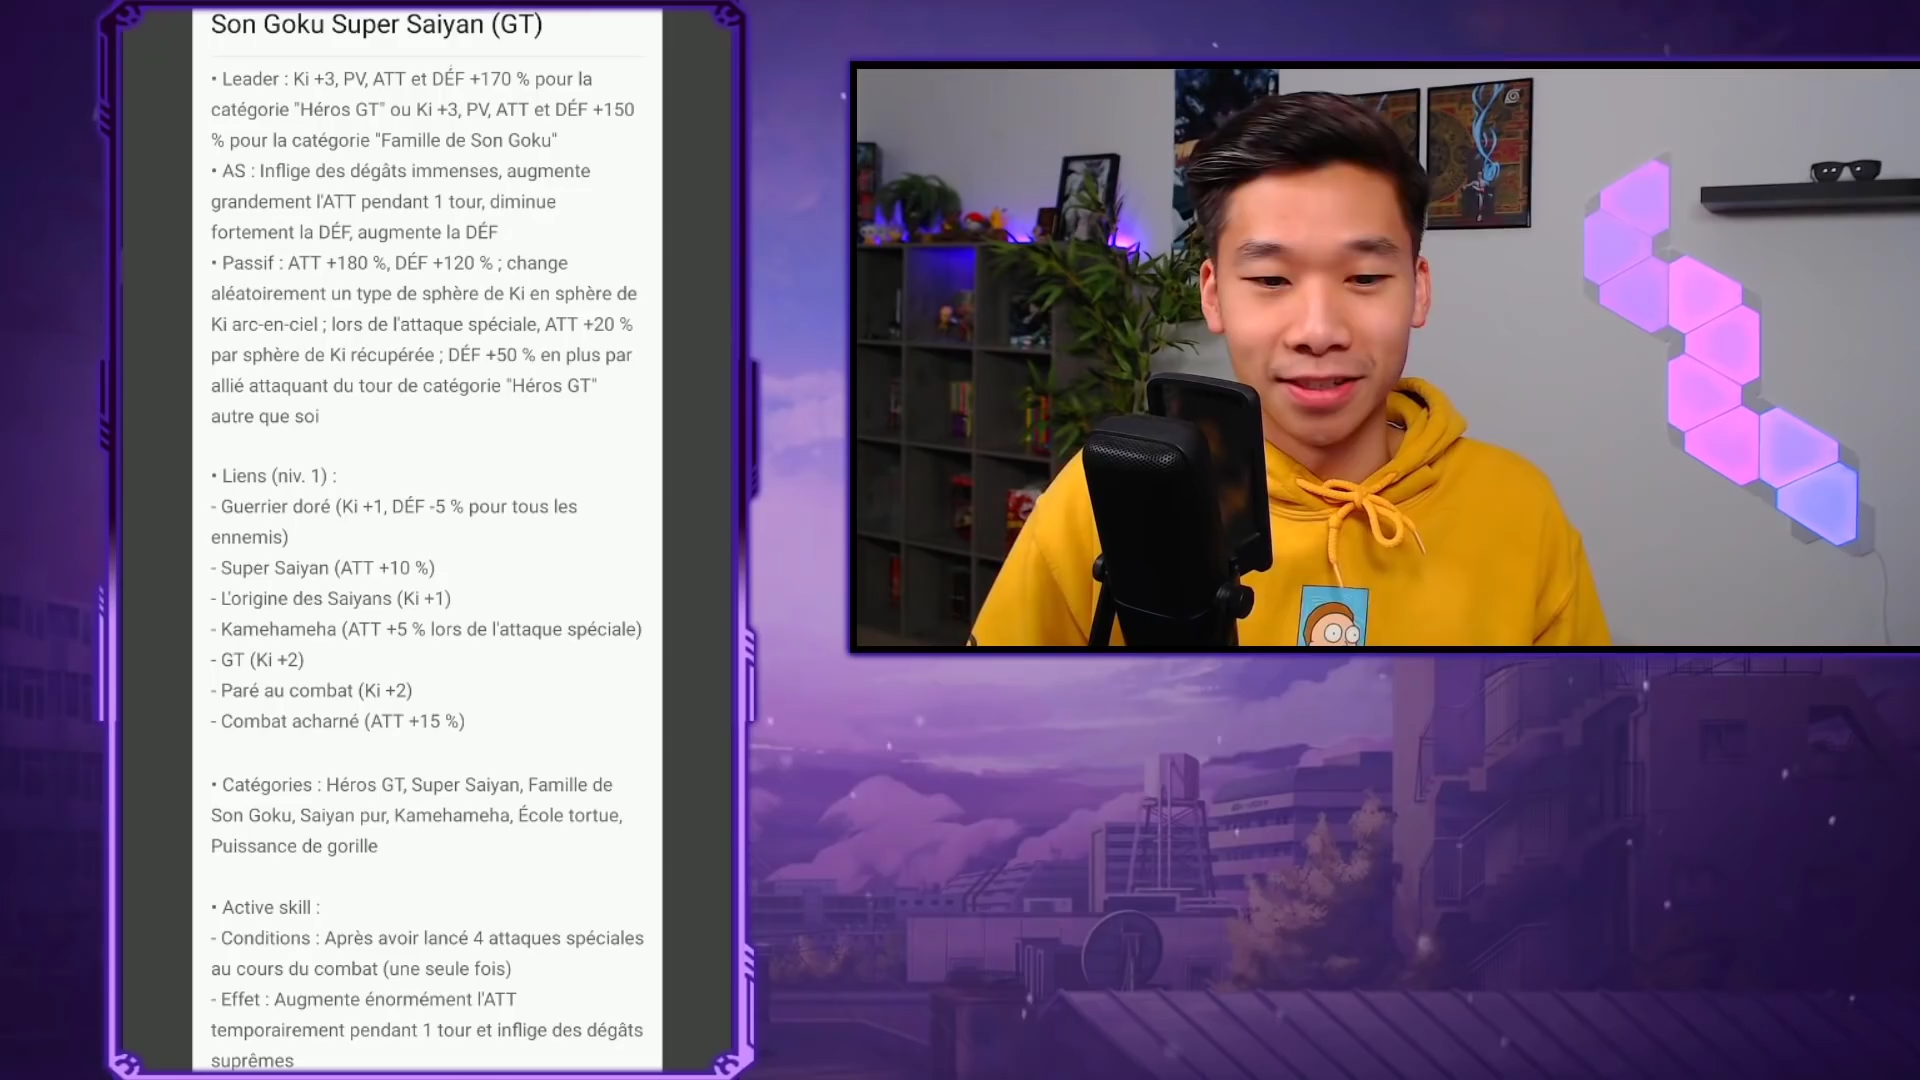 Son Goku Super Saiyan (GT)
• Leader : Ki +3, PV, ATT et DÉF +170 % pour la
catégorie "Héros GT" ou Ki +3, PV, ATT et DÉF +150
% pour la catégorie "Famille de Son Goku"
• AS : Inflige des dégâts immenses, augmente
grandement l'ATT pendant 1 tour, diminue
fortement la DÉF, augmente la DÉF
• Passif : ATT +180 %, DÉF +120 % ; change
aléatoirement un type de sphère de Ki en sphère de
Ki arc-en-ciel ; lors de l'attaque spéciale, ATT +20 %
par sphère de Ki récupérée ; DÉF +50 % en plus par
allié attaquant du tour de catégorie "Héros GT"
autre que soi
• Liens (niv. 1) :
- Guerrier doré (Ki +1, DÉF -5 % pour tous les
ennemis)
- Super Saiyan (ATT +10 %)
- L'origine des Saiyans (Ki +1)
- Kamehameha (ATT +5 % lors de l'attaque spéciale)
- GT (Ki +2)
- Paré au combat (Ki +2)
- Combat acharné (ATT +15 %)
• Catégories : Héros GT, Super Saiyan, Famille de
Son Goku, Saiyan pur, Kamehameha, École tortue,
Puissance de gorille
• Active skill :
- Conditions : Après avoir lancé 4 attaques spéciales
au cours du combat (une seule fois)
- Effet : Augmente énormément l'ATT
temporairement pendant 1 tour et inflige des dégâts
suprêmes